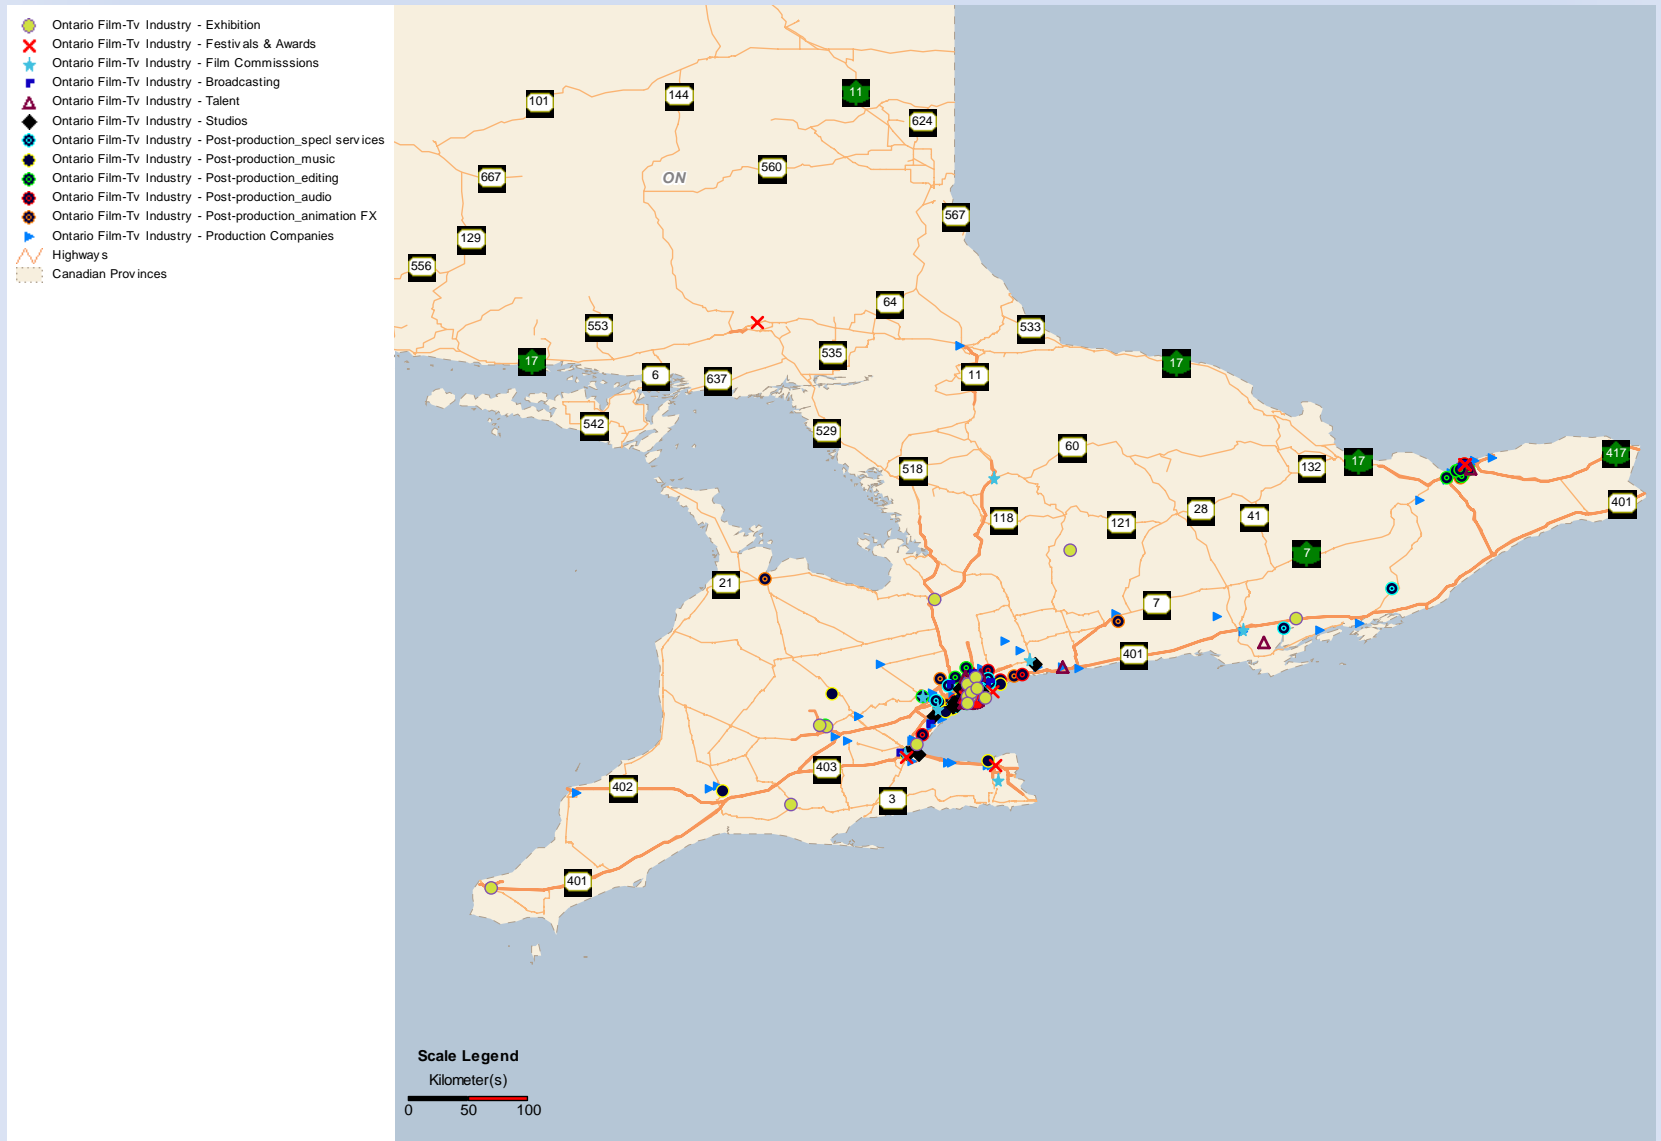 Ontario Film-Tv Industry - Exhibition
Ontario Film-Tv Industry - Festivals & Awards
Ontario Film-Tv Industry - Film Commisssions
Ontario Film-Tv Industry - Broadcasting
Ontario Film-Tv Industry - Talent
Ontario Film-Tv Industry - Studios
Ontario Film-Tv Industry - Post-production_specl services
Ontario Film-Tv Industry - Post-production_music
Ontario Film-Tv Industry - Post-production_editing
Ontario Film-Tv Industry - Post-production_audio
Ontario Film-Tv Industry - Post-production_animation FX
Ontario Film-Tv Industry - Production Companies
Highways
Canadian Provinces
11
144
101
624
560
667
ON
567
129
556
64
553
533
535
17
17
6
637
11
542
529
60
417
17
518
132
401
28
41
118
121
7
21
7
401
403
402
3
401
Scale Legend
Kilometer(s)
0 50 100